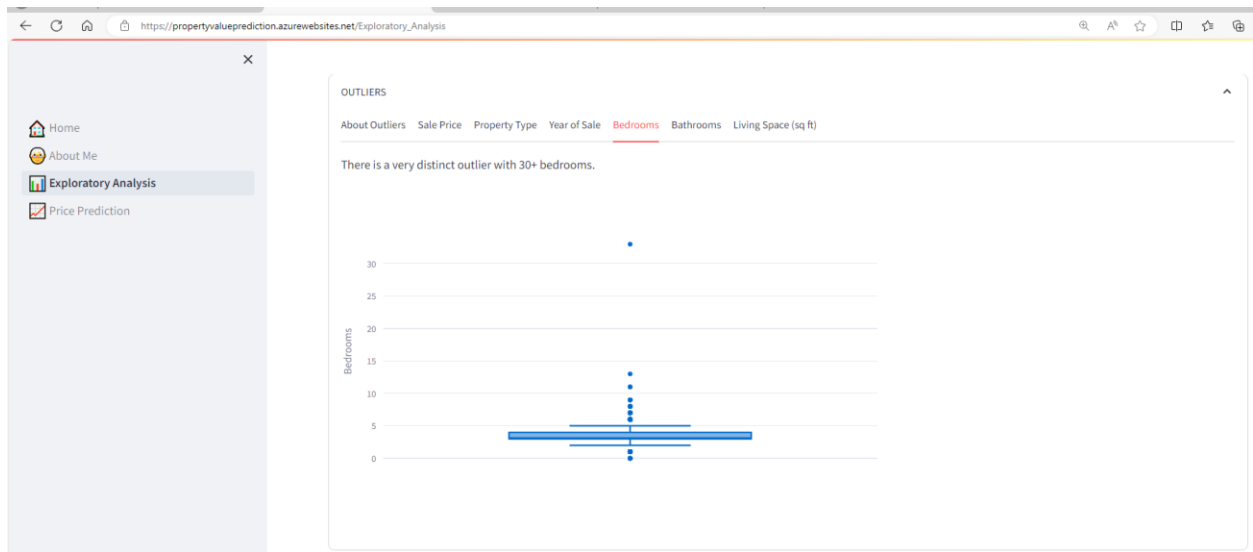 https://propertyvalueprediction.azurewebsites.net/Exploratory_Analysis
Home
About Me
Exploratory Analysis
Price Prediction
OUTLIERS
About Outliers Sale Price Property Type Year of Sale Bedrooms Bathrooms Living Space (sq ft)
There is a very distinct outlier with 30+ bedrooms.
30
25
20
15
10
5
0
Bedrooms